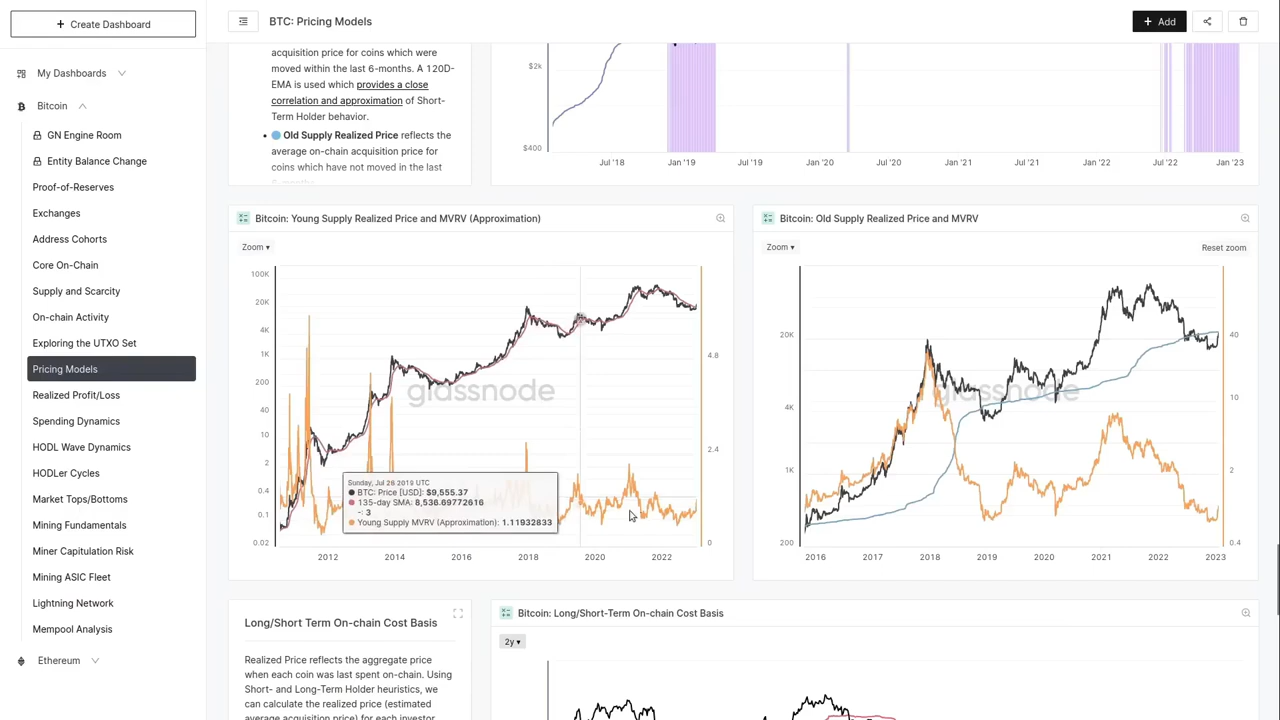 Create Dashboard
BTC: Pricing Models
Add
My Dashboards
Bitcoin
GN Engine Room
Entity Balance Change
Proof-of-Reserves
Exchanges
Address Cohorts
Core On-Chain
Supply and Scarcity
On-chain Activity
Exploring the UTXO Set
Pricing Models
Realized Profit/Loss
Spending Dynamics
HODL Wave Dynamics
HODLer Cycles
Market Tops/Bottoms
Mining Fundamentals
Miner Capitulation Risk
Mining ASIC Fleet
Lightning Network
Mempool Analysis
Ethereum
acquisition price for coins which were
moved within the last 6-months. A 120D-
EMA is used which provides a close
correlation and approximation of Short-
Term Holder behavior.
• Old Supply Realized Price reflects the
average on-chain acquisition price for
coins which have not moved in the last
6-months.
$2k
$400
Jul '18 Jan '19 Jul '19 Jan '20 Jul '20 Jan '21 Jul '21 Jan '22 Jul '22 Jan '23
Bitcoin: Young Supply Realized Price and MVRV (Approximation)
Zoom ▾
100K
20K
4K
1K
200
40
10
2
0.4
0.1
0.02
4.8
2.4
0
glassnode
Sunday, Jul 28 2019 UTC
BTC: Price [USD]: $9,555.37
135-day SMA: 8,536.69772616
-: 3
Young Supply MVRV (Approximation): 1.11932833
2012 2014 2016 2018 2020 2022
Bitcoin: Old Supply Realized Price and MVRV
Zoom ▾
Reset zoom
20K
4K
1K
200
40
10
2
0.4
glassnode
2016 2017 2018 2019 2020 2021 2022 2023
Long/Short Term On-chain Cost Basis
Realized Price reflects the aggregate price
when each coin was last spent on-chain. Using
Short- and Long-Term Holder heuristics, we
can calculate the realized price (estimated
average acquisition price) for each investor
Bitcoin: Long/Short-Term On-chain Cost Basis
2y ▾